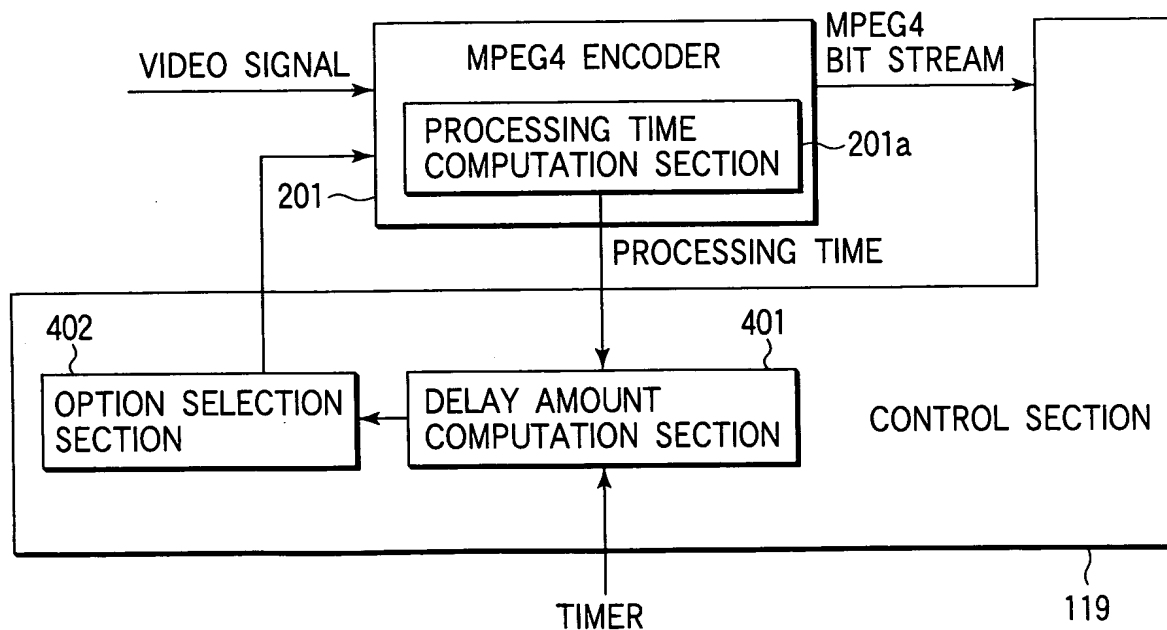 VIDEO SIGNAL
MPEG4 ENCODER
MPEG4
BIT STREAM
PROCESSING TIME
COMPUTATION SECTION
201a
201
PROCESSING TIME
402
401
OPTION SELECTION
SECTION
DELAY AMOUNT
COMPUTATION SECTION
CONTROL SECTION
TIMER
119